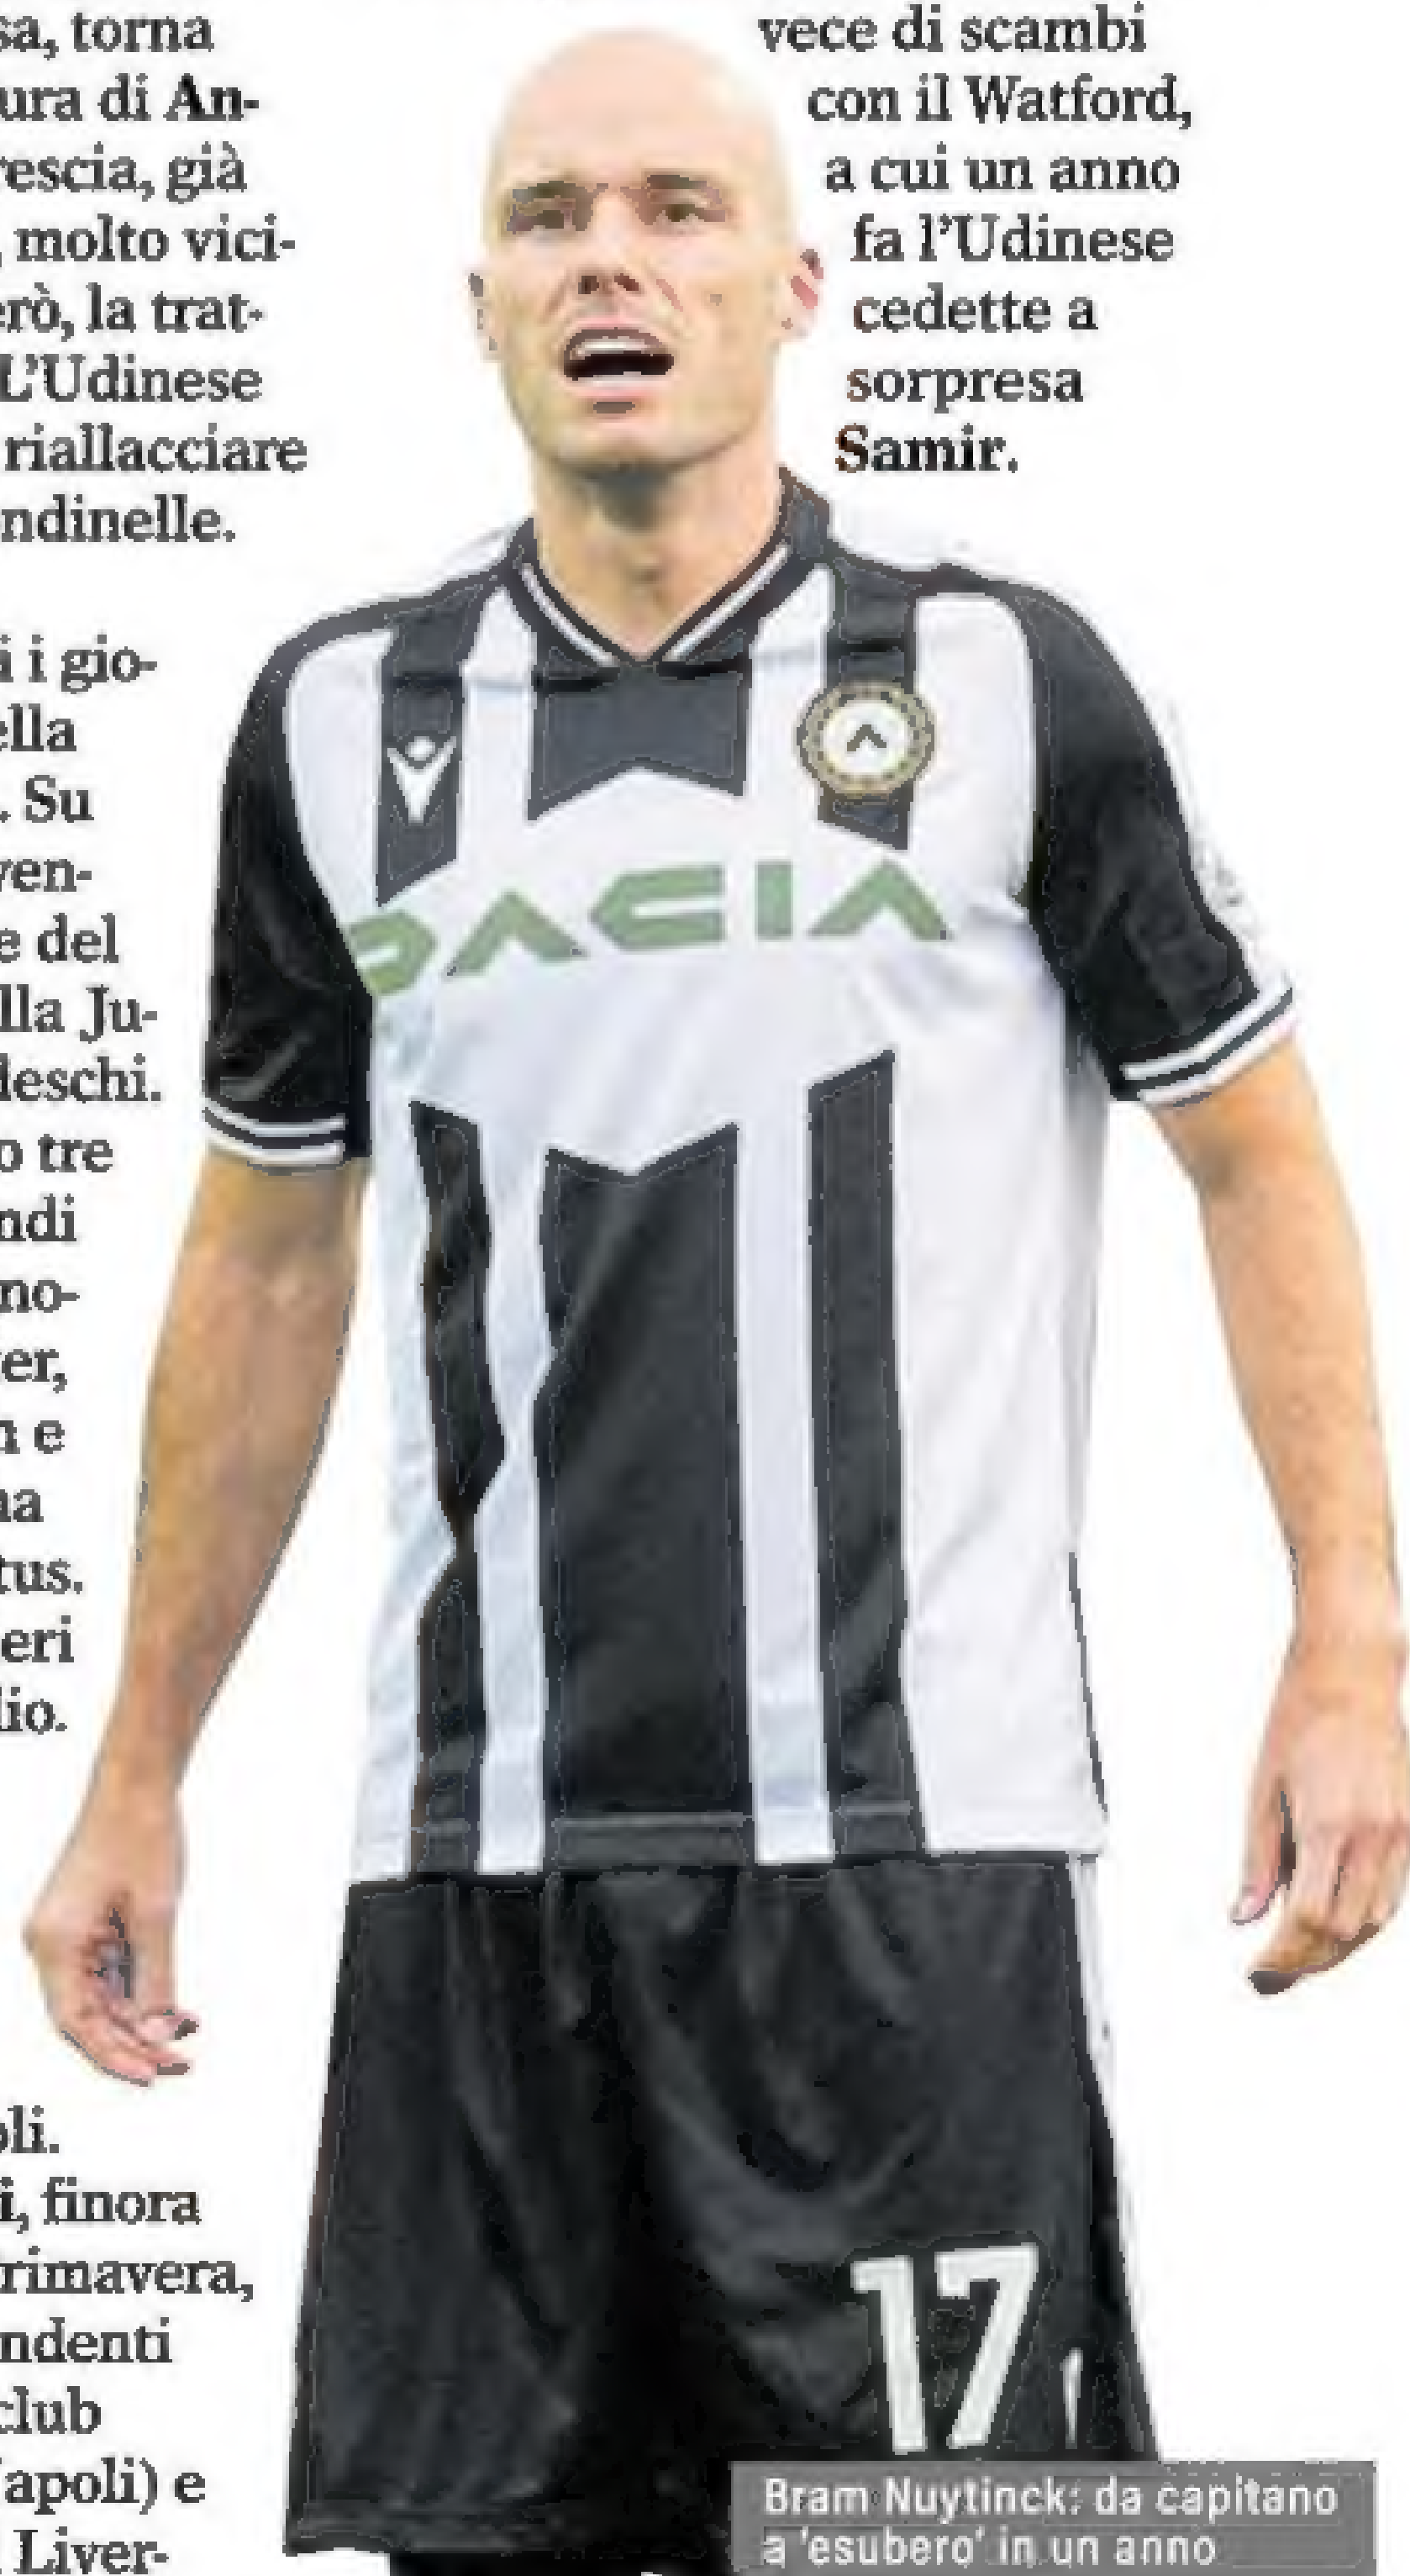 sa, torna
ura di An-
rescia, già
, molto vici-
erò, la trat-
L'Udinese
riallacciare
ndinelle.
i i gio-
ella
. Su
ven-
e del
lla Ju-
deschi.
o tre
ndi
no-
er,
n e
na
tus.
eri
lio.
oli.
i, finora
rimavera,
ndenti
club
apoli) e
Liver-
vece di scambi
con il Watford,
a cui un anno
fa l'Udinese
cedette a
sorpresa
Samir.
DACIA
17
Bram Nuytinck: da capitano
a 'esubero' in un anno